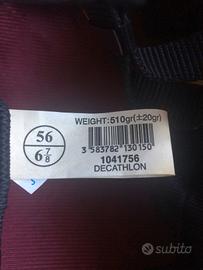 56
6 7/8
WEIGHT:510gr(±20gr)
3 583782 130150
1041756
DECATHLON
subito